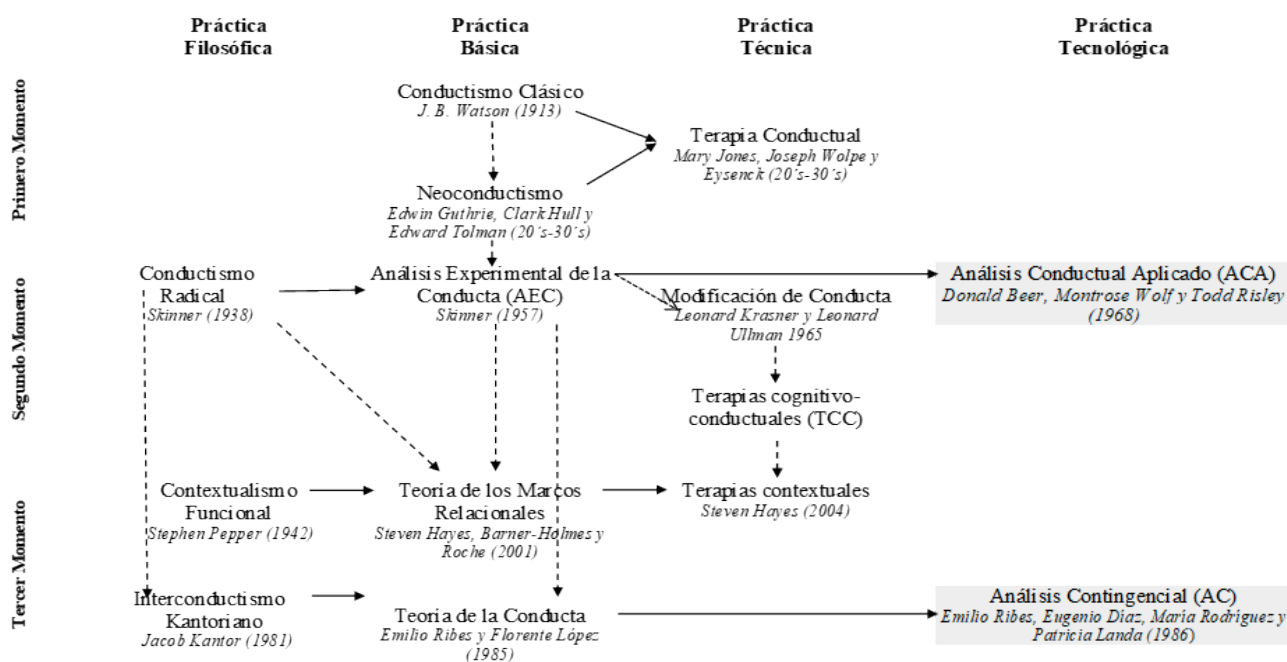 Práctica
Filosófica
Práctica
Básica
Práctica
Técnica
Práctica
Tecnológica
Primero Momento
Conductismo Clásico
J. B. Watson (1913)
Terapia Conductual
Mary Jones, Joseph Wolpe y
Eysenck (20´s-30´s)
Neoconductismo
Edwin Guthrie, Clark Hull y
Edward Tolman (20´s-30´s)
Segundo Momento
Conductismo
Radical
Skinner (1938)
Análisis Experimental de la
Conducta (AEC)
Skinner (1957)
Modificación de Conducta
Leonard Krasner y Leonard
Ullman 1965
Análisis Conductual Aplicado (ACA)
Donald Beer, Montrose Wolf y Todd Risley
(1968)
Terapias cognitivo-
conductuales (TCC)
Tercer Momento
Contextualismo
Funcional
Stephen Pepper (1942)
Teoría de los Marcos
Relacionales
Steven Hayes, Barner-Holmes y
Roche (2001)
Terapias contextuales
Steven Hayes (2004)
Interconductismo
Kantoriano
Jacob Kantor (1981)
Teoría de la Conducta
Emilio Ribes y Florente López
(1985)
Análisis Contingencial (AC)
Emilio Ribes, Eugenio Díaz, María Rodríguez y
Patricia Landa (1986)